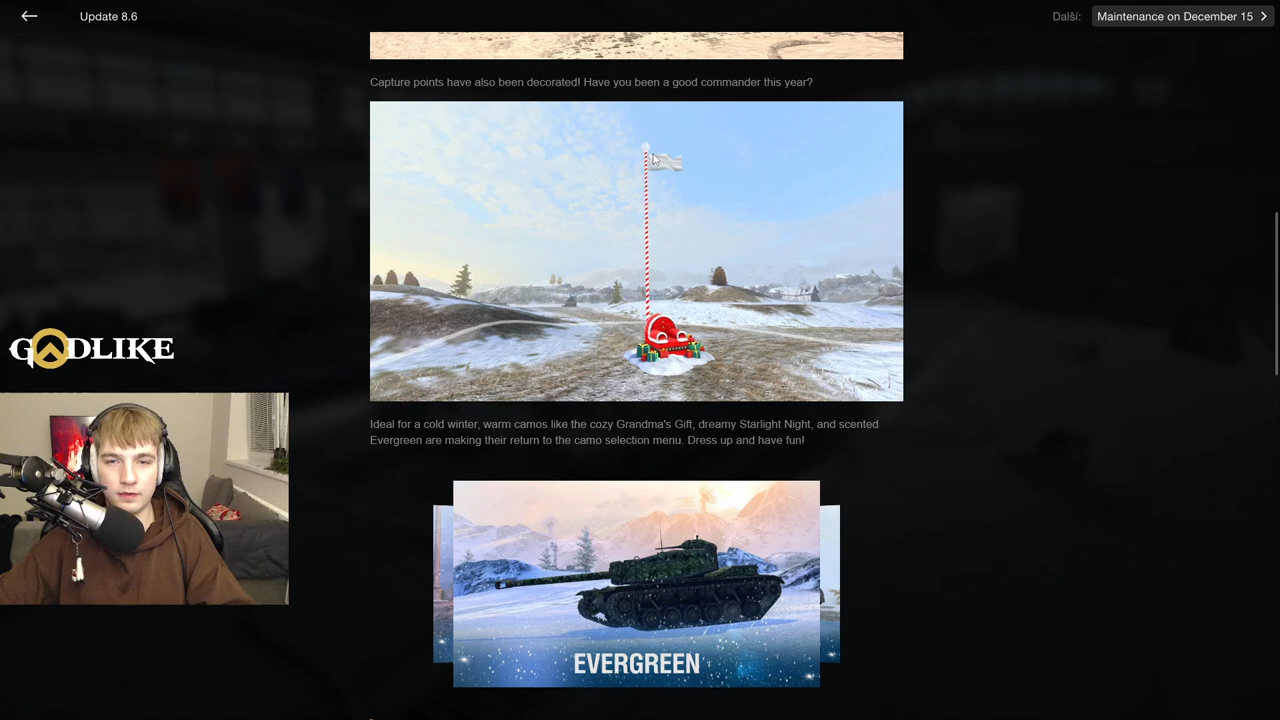 Update 8.6
Další:
Maintenance on December 15
Capture points have also been decorated! Have you been a good commander this year?
GODLIKE
Ideal for a cold winter, warm camos like the cozy Grandma's Gift, dreamy Starlight Night, and scented
Evergreen are making their return to the camo selection menu. Dress up and have fun!
EVERGREEN